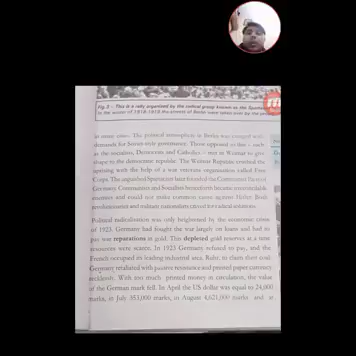 Fig. 2 – This is a rally organised by the radical group known as the Spartac
In the winter of 1918-1919 the streets of Berlin were taken over by the peop
in many cities. The political atmosphere in Berlin was charged with
demands for Soviet-style governance. Those opposed to this – such
as the socialists, Democrats and Catholics – met in Weimar to give
shape to the democratic republic. The Weimar Republic crushed the
uprising with the help of a war veterans organisation called Free
Corps. The anguished Spartacists later founded the Communist Party of
Germany. Communists and Socialists henceforth became irreconcilable
enemies and could not make common cause against Hitler. Both
revolutionaries and militant nationalists craved for radical solutions.
Political radicalisation was only heightened by the economic crisis
of 1923. Germany had fought the war largely on loans and had to
pay war reparations in gold. This depleted gold reserves at a time
resources were scarce. In 1923 Germany refused to pay, and the
French occupied its leading industrial area, Ruhr, to claim their coal.
Germany retaliated with passive resistance and printed paper currency
recklessly. With too much printed money in circulation, the value
of the German mark fell. In April the US dollar was equal to 24,000
marks, in July 353,000 marks, in August 4,621,000 marks and at